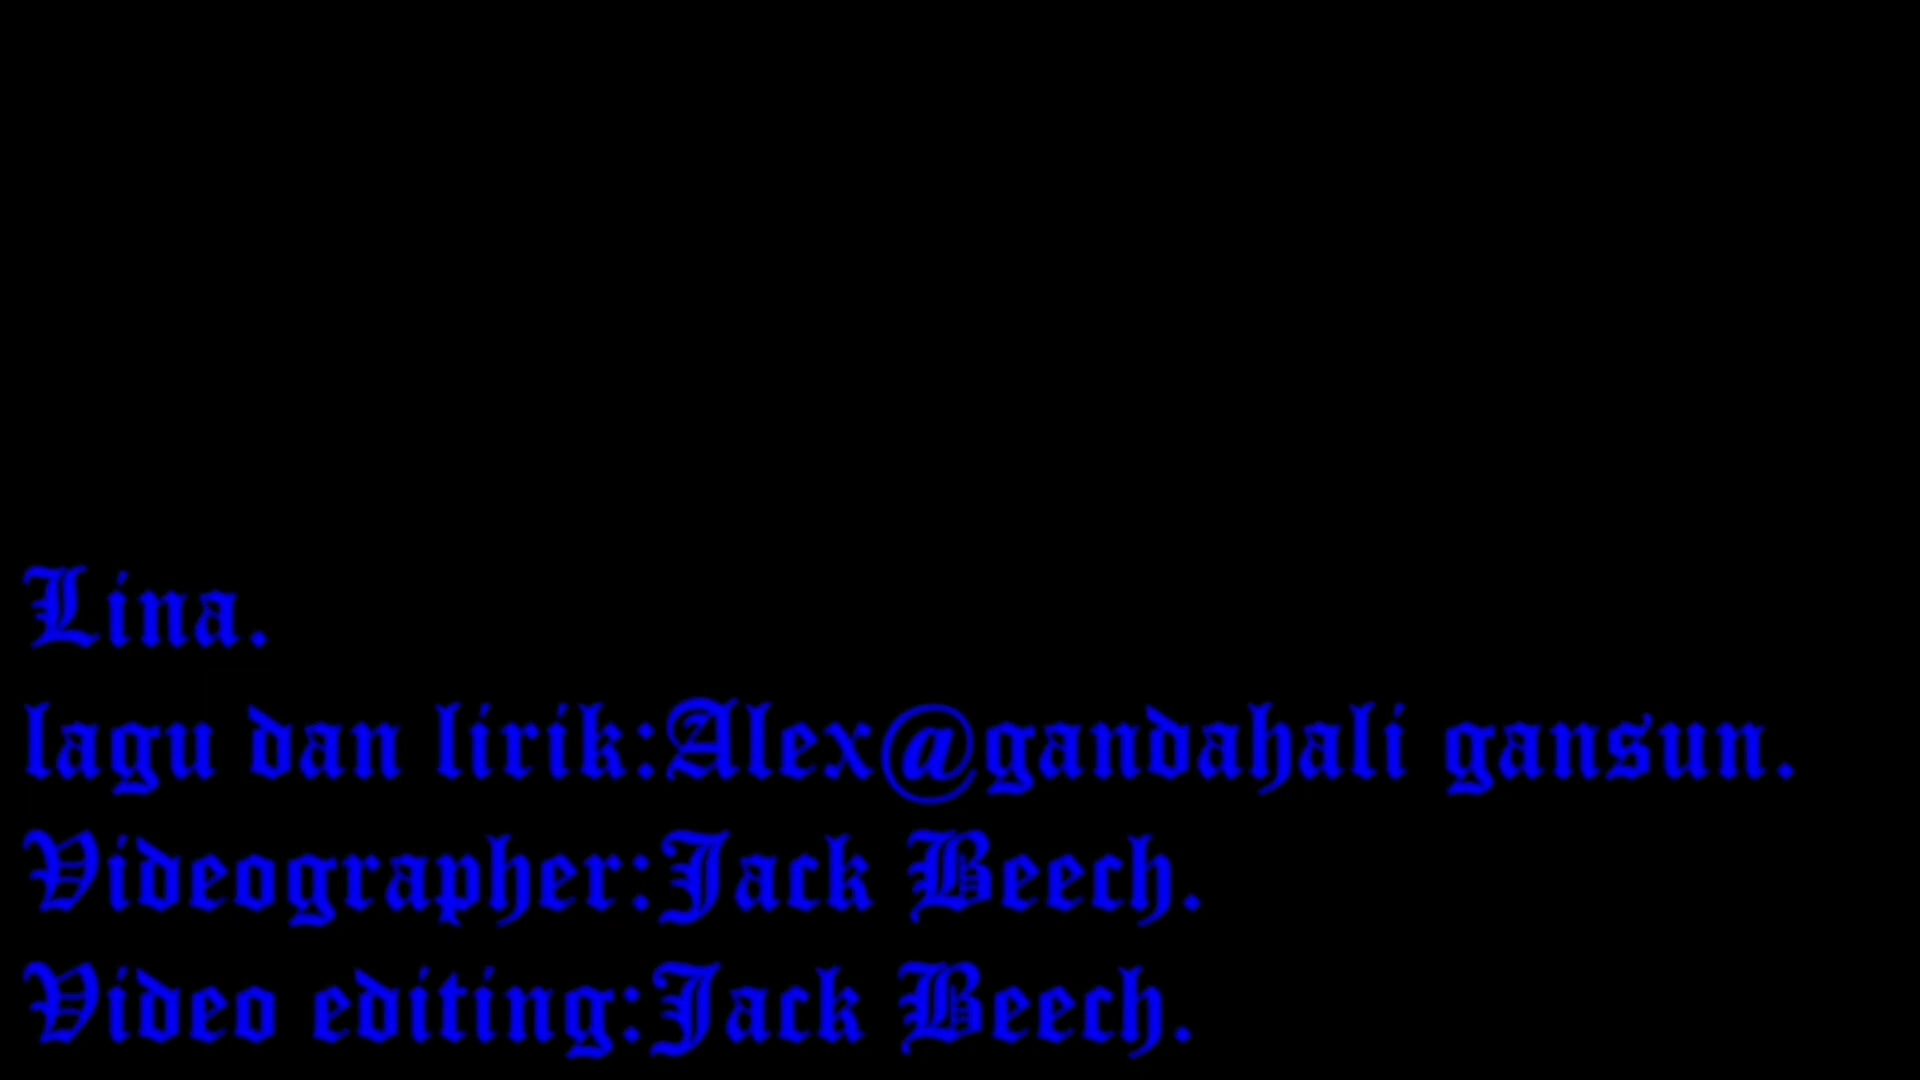 Lina.
lagu dan lirik:Alex@gandahali gansun.
Videographer:Jack Beech.
Video editing:Jack Beech.